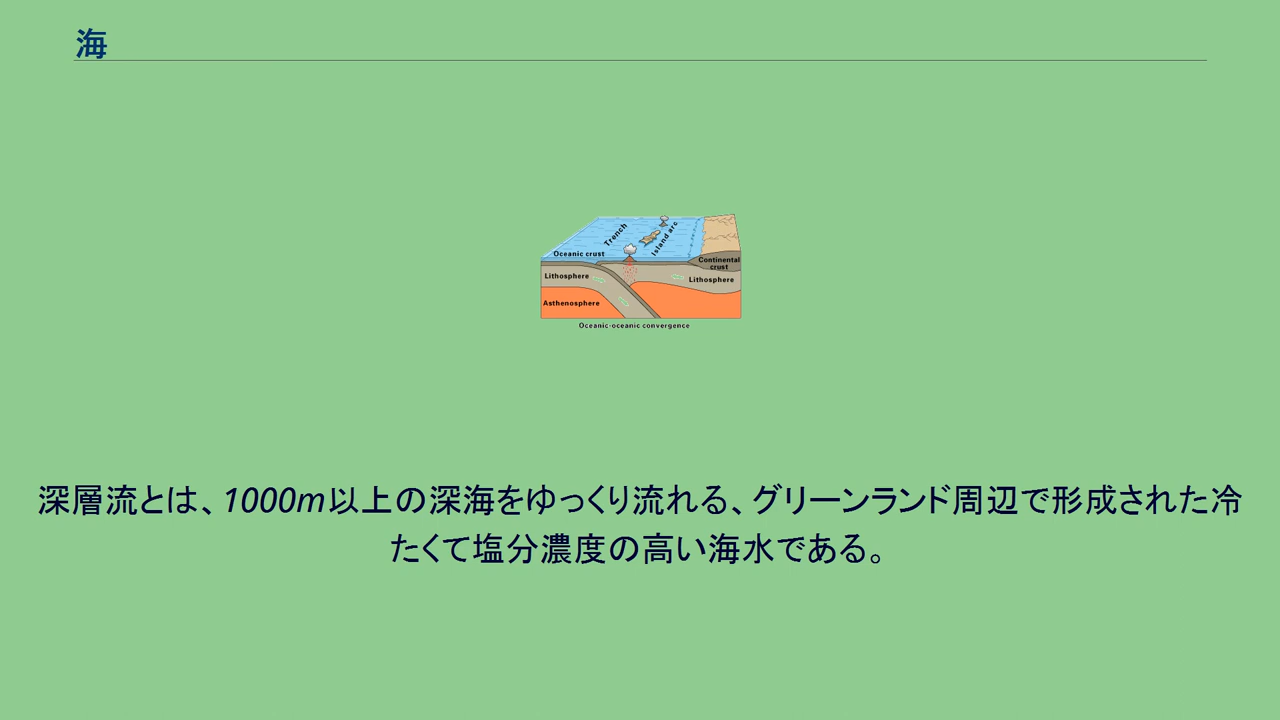 海
Trench
Island arc
Oceanic crust
Continental
crust
Lithosphere
Lithosphere
Asthenosphere
Oceanic-oceanic convergence
深層流とは、1000m以上の深海をゆっくり流れる、グリーンランド周辺で形成された冷
たくて塩分濃度の高い海水である。